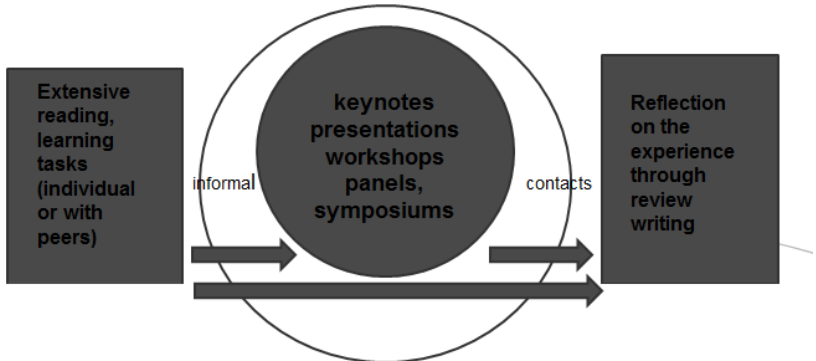 Extensive
reading,
learning
tasks
(individual
or with
peers)
informal
keynotes
presentations
workshops
panels,
symposiums
contacts
Reflection
on the
experience
through
review
writing